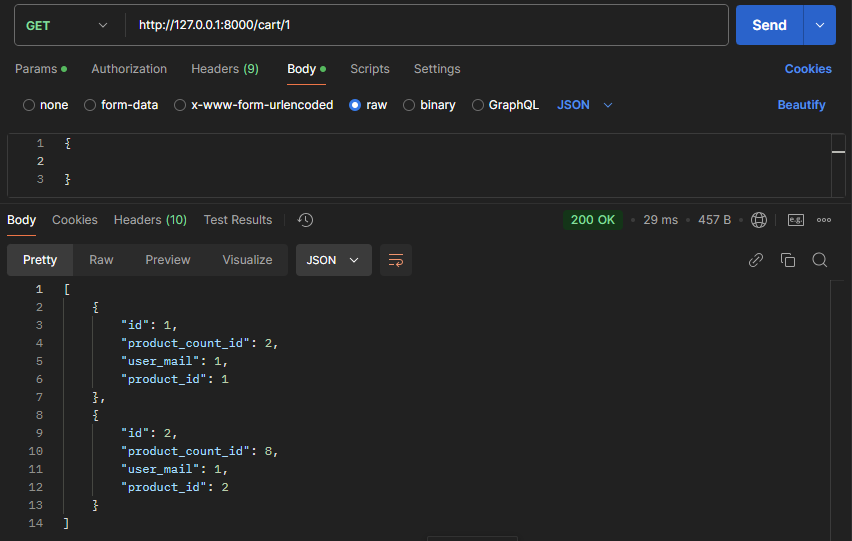 GET http://127.0.0.1:8000/cart/1 Send
Params Authorization Headers (9) Body Scripts Settings Cookies
none form-data x-www-form-urlencoded raw binary GraphQL JSON Beautify
1 {
2
3 }
Body Cookies Headers (10) Test Results 200 OK 29 ms 457 B e.g.
Pretty Raw Preview Visualize JSON
1 [
2 {
3 "id": 1,
4 "product_count_id": 2,
5 "user_mail": 1,
6 "product_id": 1
7 },
8 {
9 "id": 2,
10 "product_count_id": 8,
11 "user_mail": 1,
12 "product_id": 2
13 }
14 ]